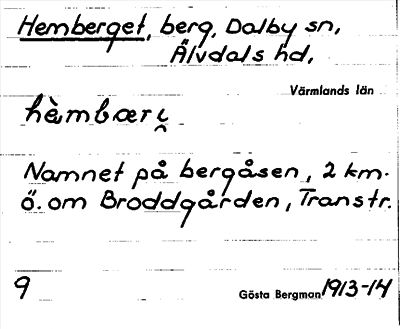 Hemberget, berg, Dalby sn,
Älvdals hd,
Värmlands län
hèmbæri̯
Namnet på bergåsen, 2 km.
ö. om Broddgården, Transtr.
9
Gösta Bergman 1913-14